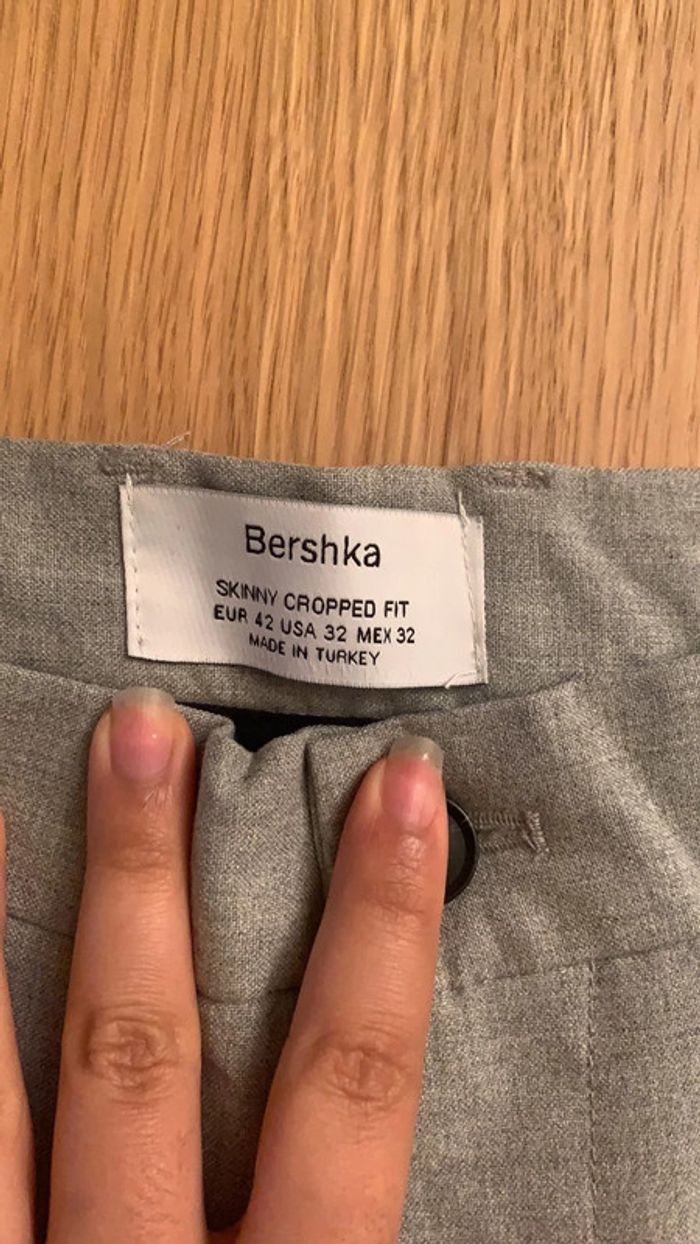 Bershka
SKINNY CROPPED FIT
EUR 42 USA 32 MEX 32
MADE IN TURKEY